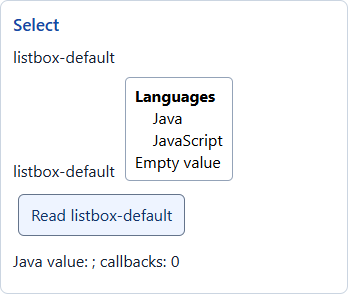 Select
listbox-default
Languages
Java
JavaScript
Empty value
listbox-default
Read listbox-default
Java value: ; callbacks: 0